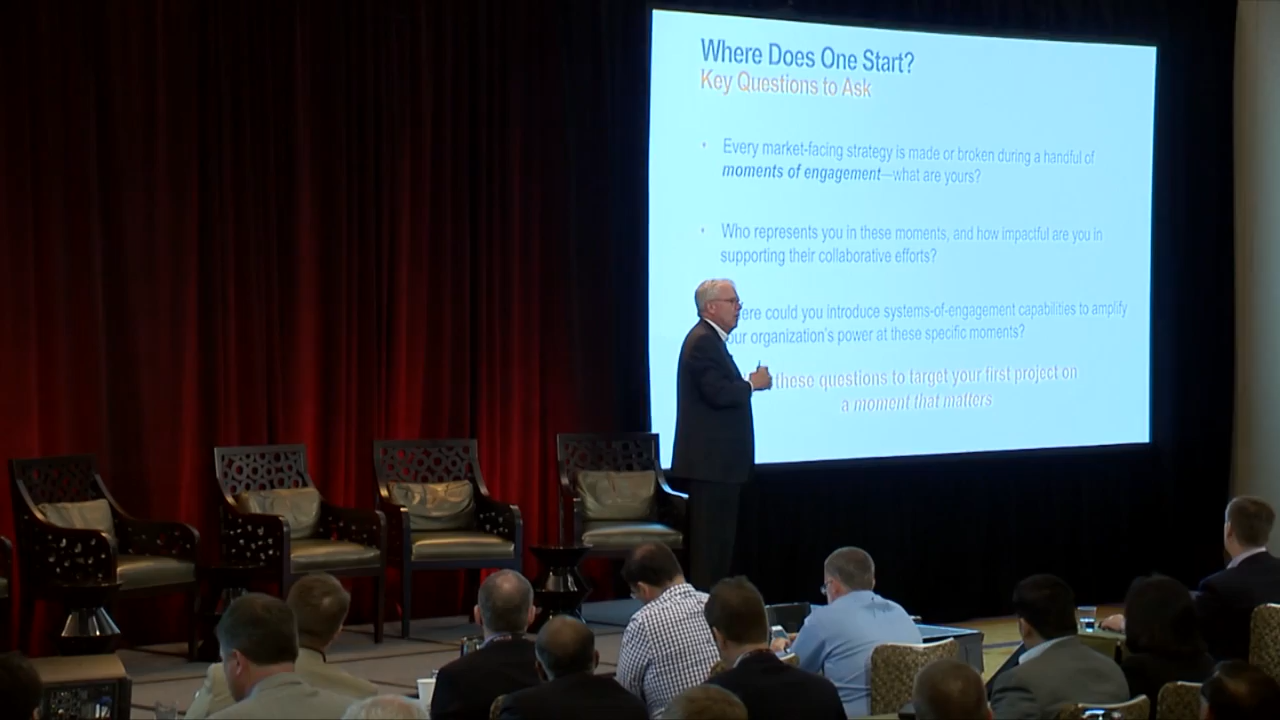 Where Does One Start?
Key Questions to Ask
• Every market-facing strategy is made or broken during a handful of
moments of engagement—what are yours?
• Who represents you in these moments, and how impactful are you in
supporting their collaborative efforts?
ere could you introduce systems-of-engagement capabilities to amplify
our organization's power at these specific moments?
these questions to target your first project on
a moment that matters